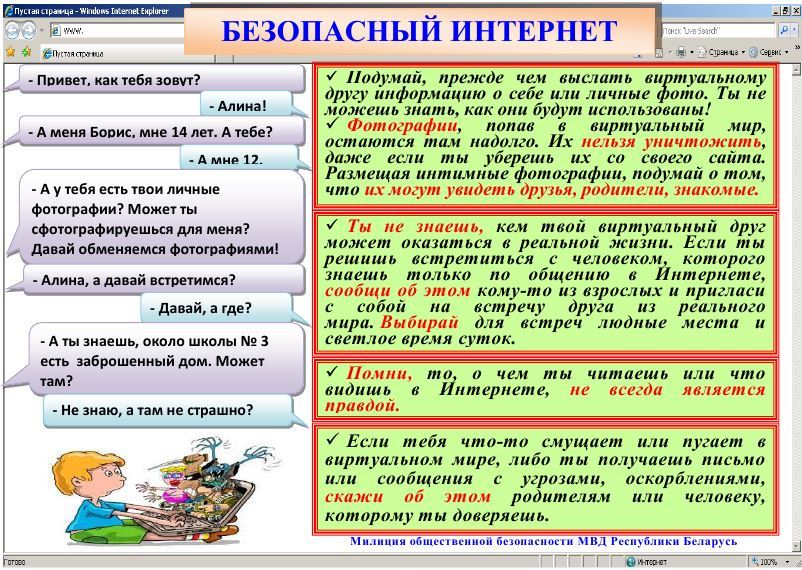 Пустая страница - Windows Internet Explorer
БЕЗОПАСНЫЙ ИНТЕРНЕТ
www.
Поиск "Live Search"
Пустая страница
Страница
Сервис
- Привет, как тебя зовут?
- Алина!
- А меня Борис, мне 14 лет. А тебе?
- А мне 12.
- А у тебя есть твои личные
фотографии? Может ты
сфотографируешься для меня?
Давай обменяемся фотографиями!
- Алина, а давай встретимся?
- Давай, а где?
- А ты знаешь, около школы № 3
есть заброшенный дом. Может
там?
- Не знаю, а там не страшно?
✓ Подумай, прежде чем выслать виртуальному
другу информацию о себе или личные фото. Ты не
можешь знать, как они будут использованы!
✓ Фотографии, попав в виртуальный мир,
остаются там надолго. Их нельзя уничтожить,
даже если ты уберешь их со своего сайта.
Размещая интимные фотографии, подумай о том,
что их могут увидеть друзья, родители, знакомые.
✓ Ты не знаешь, кем твой виртуальный друг
может оказаться в реальной жизни. Если ты
решишь встретиться с человеком, которого
знаешь только по общению в Интернете,
сообщи об этом кому-то из взрослых и пригласи
с собой на встречу друга из реального
мира. Выбирай для встреч людные места и
светлое время суток.
✓ Помни, то, о чем ты читаешь или что
видишь в Интернете, не всегда является
правдой.
✓ Если тебя что-то смущает или пугает в
виртуальном мире, либо ты получаешь письмо
или сообщения с угрозами, оскорблениями,
скажи об этом родителям или человеку,
которому ты доверяешь.
Милиция общественной безопасности МВД Республики Беларусь
Готово
Интернет
100%